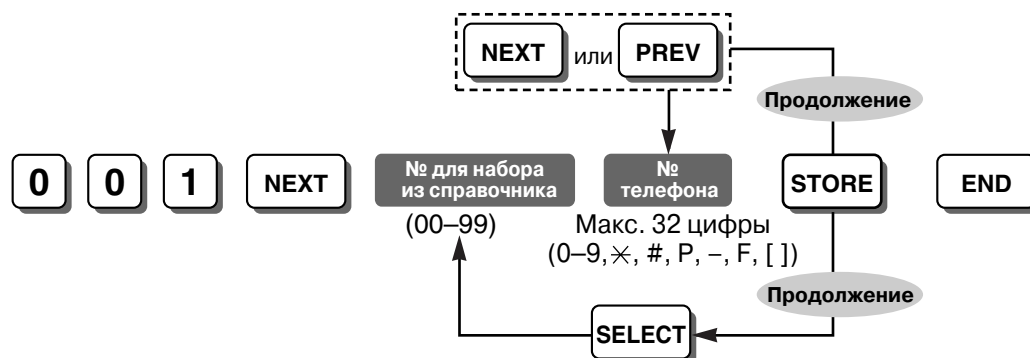 NEXT или PREV
Продолжение
0 0 1 NEXT № для набора из справочника № телефона STORE END
(00–99) Макс. 32 цифры
(0–9, ✳, #, P, –, F, [ ])
Продолжение
SELECT